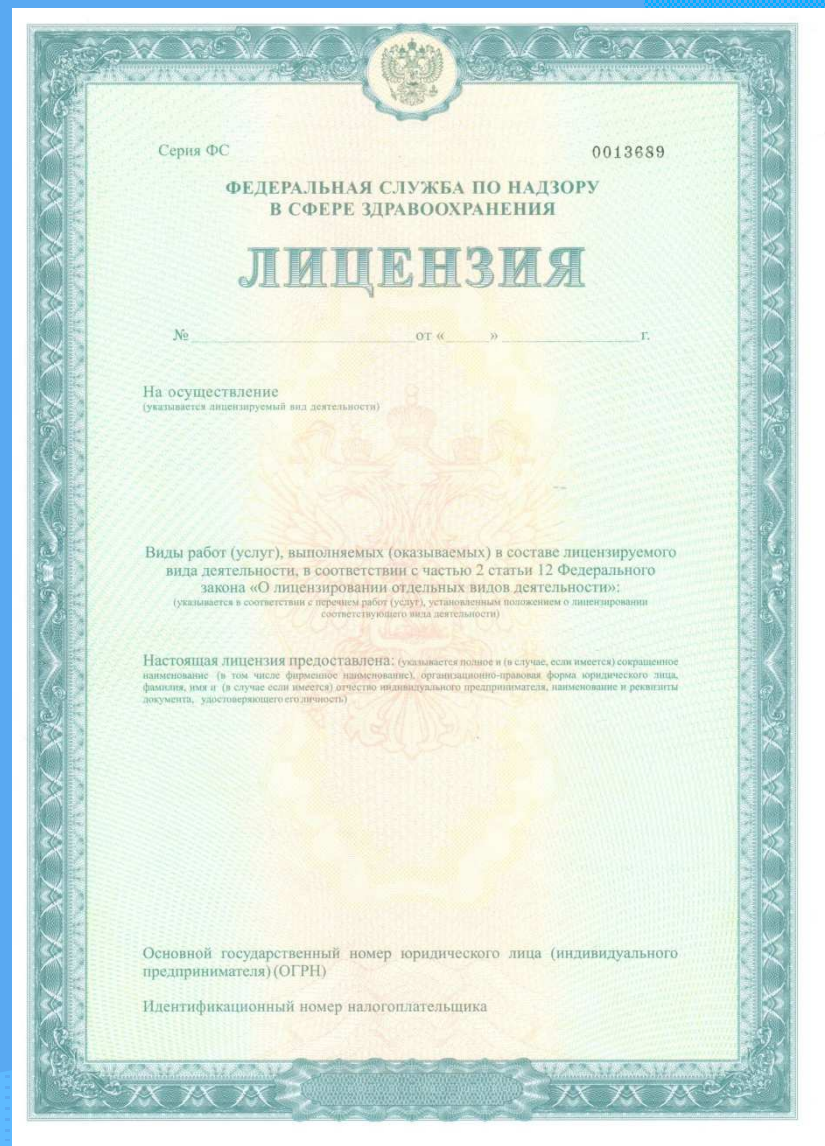 Серия ФС 0013689
ФЕДЕРАЛЬНАЯ СЛУЖБА ПО НАДЗОРУ
В СФЕРЕ ЗДРАВООХРАНЕНИЯ
ЛИЦЕНЗИЯ
№ ____ от « ____ » ____ г.
На осуществление
(указывается лицензируемый вид деятельности)
Виды работ (услуг), выполняемых (оказываемых) в составе лицензируемого
вида деятельности, в соответствии с частью 2 статьи 12 Федерального
закона «О лицензировании отдельных видов деятельности»:
(указывается в соответствии с перечнем работ (услуг), установленным положением о лицензировании
соответствующего вида деятельности)
Настоящая лицензия предоставлена: (указывается полное и (в случае, если имеется) сокращенное
наименование (в том числе фирменное наименование), организационно-правовая форма юридического лица,
фамилия, имя и (в случае если имеется) отчество индивидуального предпринимателя, наименование и реквизиты
документа, удостоверяющего его личность)
Основной государственный номер юридического лица (индивидуального
предпринимателя) (ОГРН)
Идентификационный номер налогоплательщика